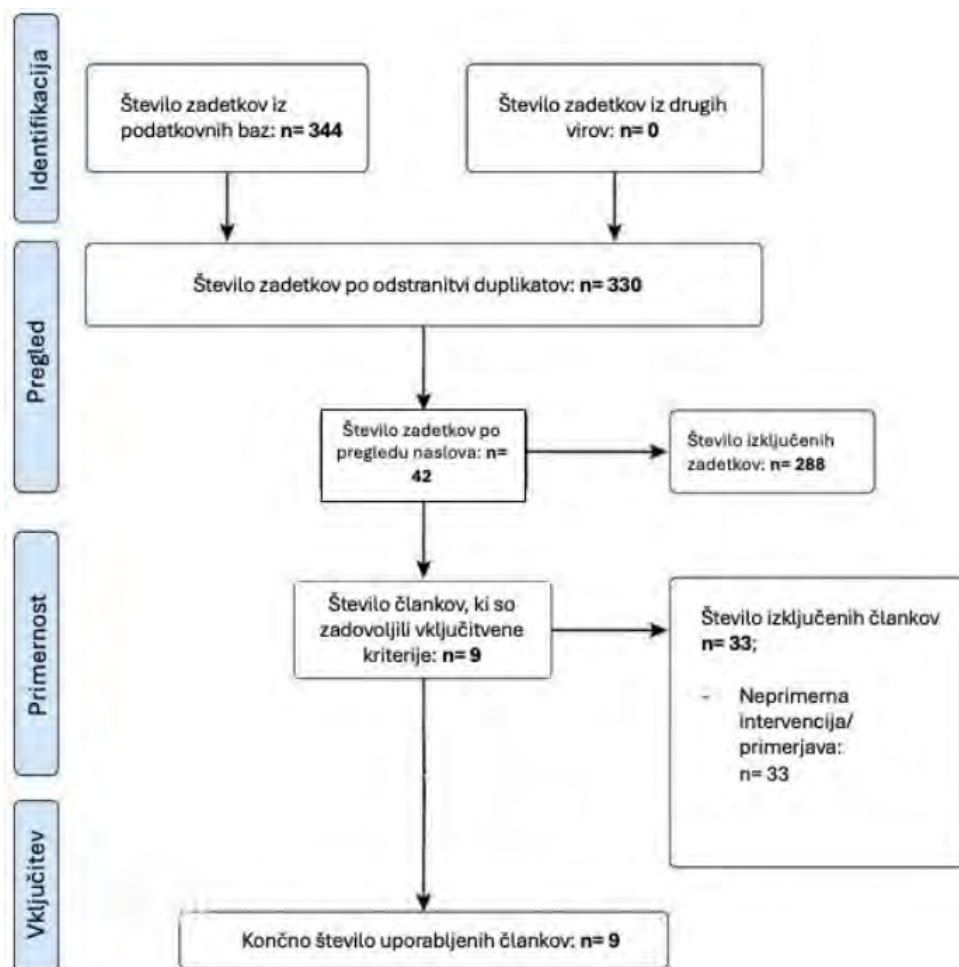 Identifikacija
Število zadetkov iz
podatkovnih baz: n= 344
Število zadetkov iz drugih
virov: n= 0
Pregled
Število zadetkov po odstranitvi duplikatov: n= 330
Število zadetkov po
pregledu naslova: n=
42
Število izključenih
zadetkov: n= 288
Primernost
Število člankov, ki so
zadovoljili vključitvene
kriterije: n= 9
Število izključenih člankov
n= 33;
- Neprimerna
intervencija/
primerjava:
n= 33
Vključitev
Končno število uporabljenih člankov: n= 9